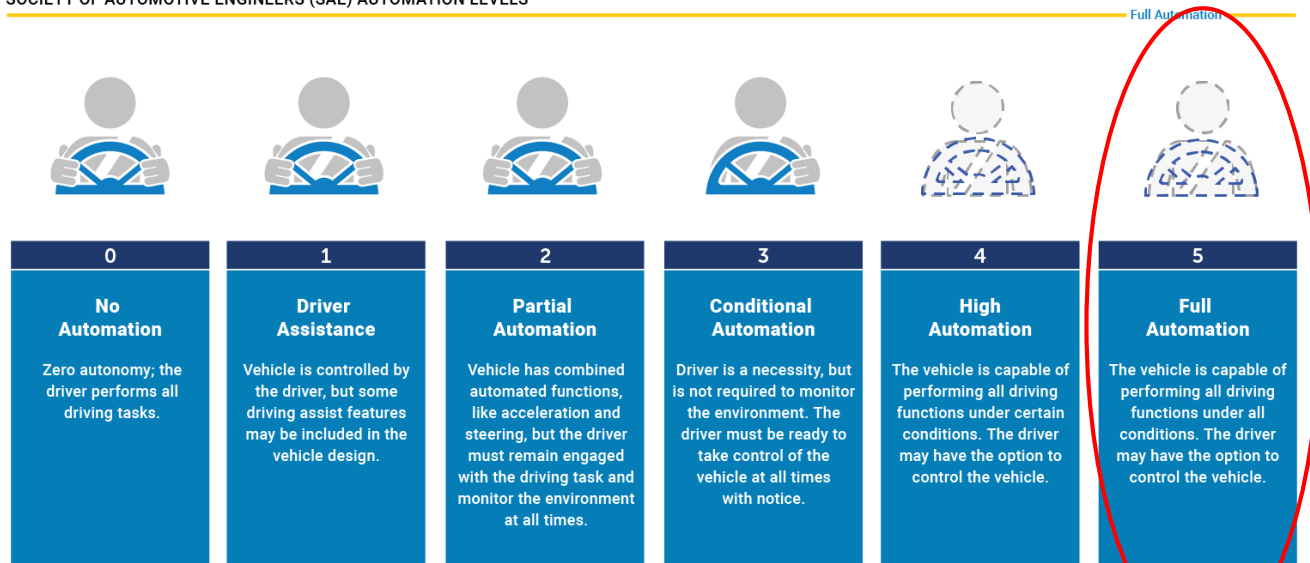 SOCIETY OF AUTOMOTIVE ENGINEERS (SAE) AUTOMATION LEVELS
Full Automation
0
No
Automation
Zero autonomy; the
driver performs all
driving tasks.
1
Driver
Assistance
Vehicle is controlled by
the driver, but some
driving assist features
may be included in the
vehicle design.
2
Partial
Automation
Vehicle has combined
automated functions,
like acceleration and
steering, but the driver
must remain engaged
with the driving task and
monitor the environment
at all times.
3
Conditional
Automation
Driver is a necessity, but
is not required to monitor
the environment. The
driver must be ready to
take control of the
vehicle at all times
with notice.
4
High
Automation
The vehicle is capable of
performing all driving
functions under certain
conditions. The driver
may have the option to
control the vehicle.
5
Full
Automation
The vehicle is capable of
performing all driving
functions under all
conditions. The driver
may have the option to
control the vehicle.